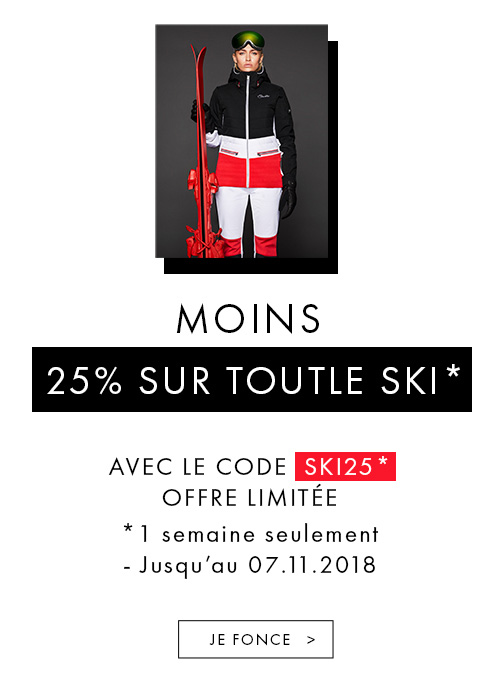 MOINS
25% SUR TOUTLE SKI*
AVEC LE CODE SKI25*
OFFRE LIMITÉE
*1 semaine seulement
- Jusqu’au 07.11.2018
JE FONCE >